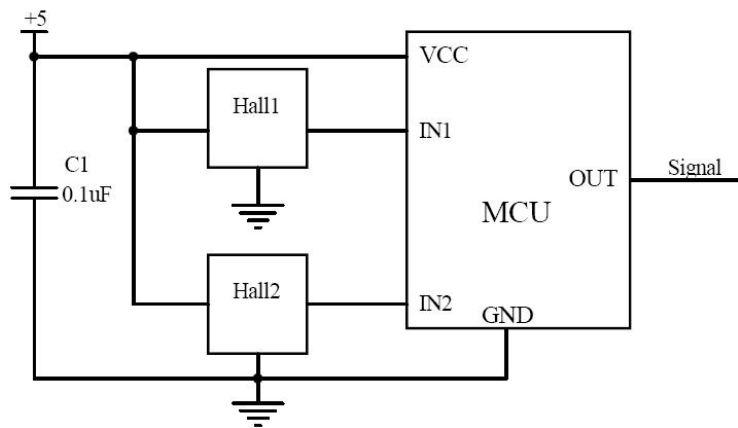 +5
VCC
Hall1
IN1
C1
0.1uF
OUT
Signal
MCU
Hall2
IN2
GND